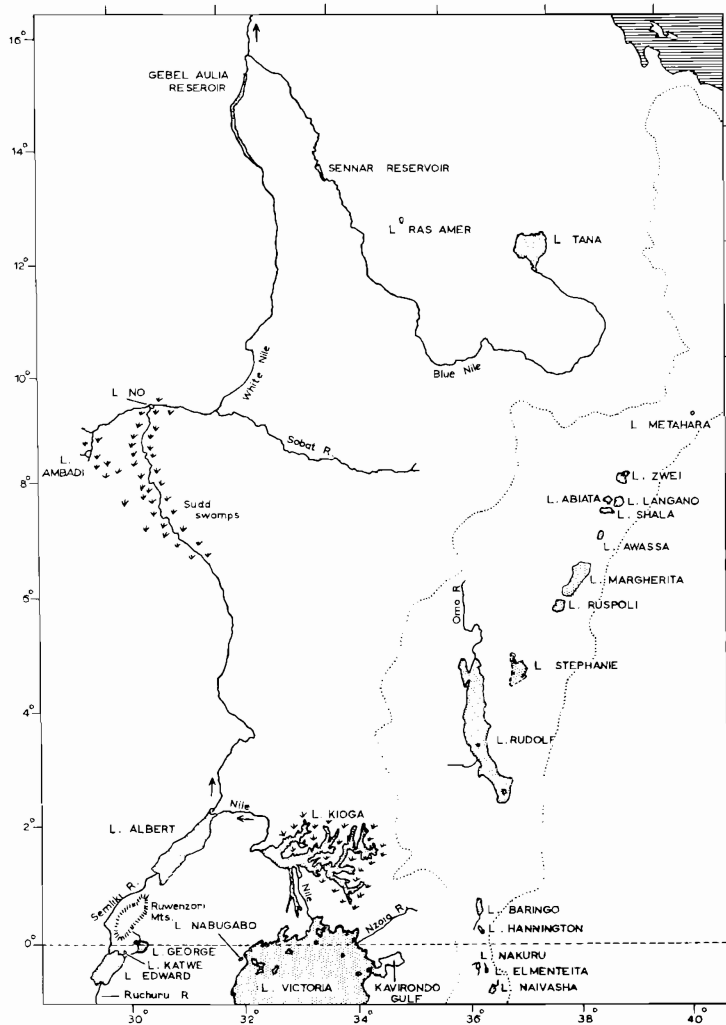 16°
GEBEL AULIA
RESEROIR
14°
SENNAR RESERVOIR
L RAS AMER
L TANA
12°
White Nile
Blue Nile
10°
L NO
L METAHARA
Sobat R.
L.
AMBADI
L. ZWEI
8°
L. ABIATA
L. LANGANO
L. SHALA
Sudd
swamps
L. AWASSA
L. MARGHERITA
6°
Omo R
L. RUSPOLI
L STEPHANIE
4°
L. RUDOLF
Nile
L. KIOGA
2°
L. ALBERT
Semliki R.
Ruwenzori
Mts.
Nile
L. BARINGO
L NABUGABO
Nzoia R
L. HANNINGTON
0°
L. GEORGE
L NAKURU
L. KATWE
L. ELMENTEITA
L EDWARD
L. VICTORIA
KAVIRONDO
GULF
L. NAIVASHA
Ruchuru R
30
32
34
36
38
40°